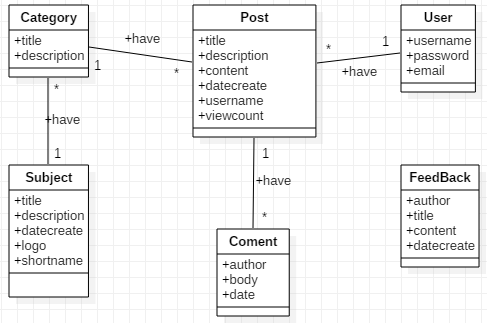 Category
+title
+description
Post
+title
+description
+content
+datecreate
+username
+viewcount
User
+username
+password
+email
+have
1
*
*
1
+have
*
+have
1
1
+have
*
Subject
+title
+description
+datecreate
+logo
+shortname
Coment
+author
+body
+date
FeedBack
+author
+title
+content
+datecreate